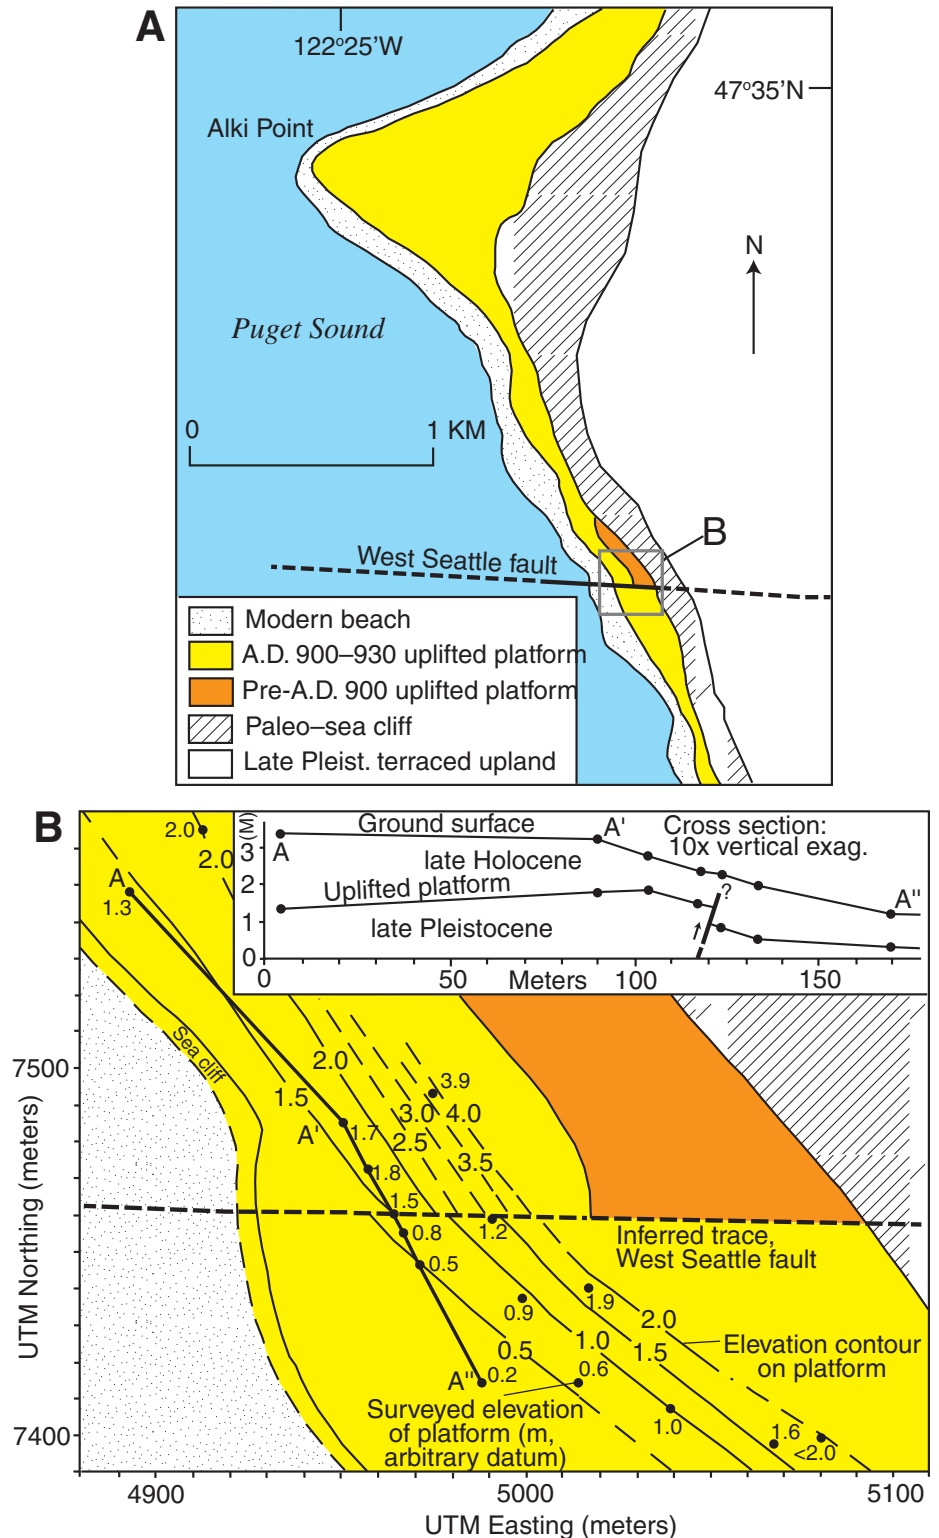 A
122°25'W
47°35'N
Alki Point
N
Puget Sound
0
1 KM
B
West Seattle fault
Modern beach
A.D. 900–930 uplifted platform
Pre-A.D. 900 uplifted platform
Paleo–sea cliff
Late Pleist. terraced upland
B
(M)
3
2
1
0
Ground surface
A
A'
A"
Cross section:
10x vertical exag.
late Holocene
Uplifted platform
late Pleistocene
?
0
50
Meters
100
150
2.0
2.0
A
1.3
Sea cliff
7500
2.0
1.5
3.9
3.0
4.0
A'
1.7
2.5
3.5
1.8
1.5
1.2
0.8
Inferred trace,
West Seattle fault
0.5
0.9
1.9
2.0
1.0
1.5
0.5
Elevation contour
on platform
0.6
A"
0.2
Surveyed elevation
of platform (m,
arbitrary datum)
1.0
1.6
<2.0
7400
UTM Northing (meters)
4900
5000
5100
UTM Easting (meters)